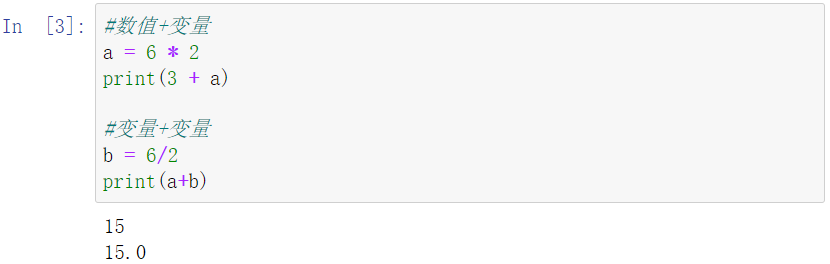 In [3]: #数值+变量
a = 6 * 2
print(3 + a)
#变量+变量
b = 6/2
print(a+b)
15
15.0